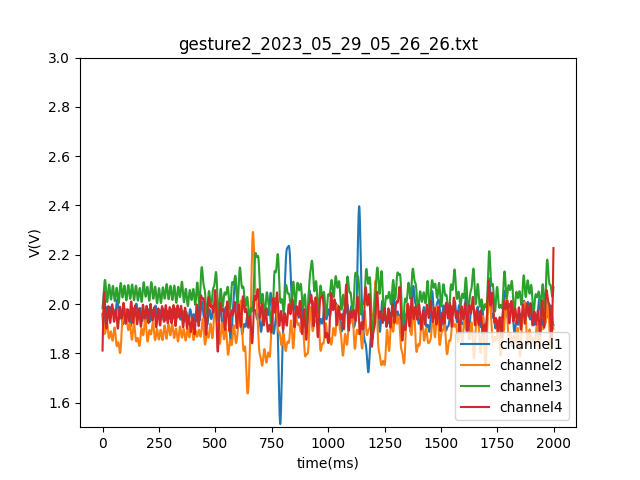 gesture2_2023_05_29_05_26_26.txt
V(V)
3.0
2.8
2.6
2.4
2.2
2.0
1.8
1.6
channel1
channel2
channel3
channel4
0 250 500 750 1000 1250 1500 1750 2000
time(ms)